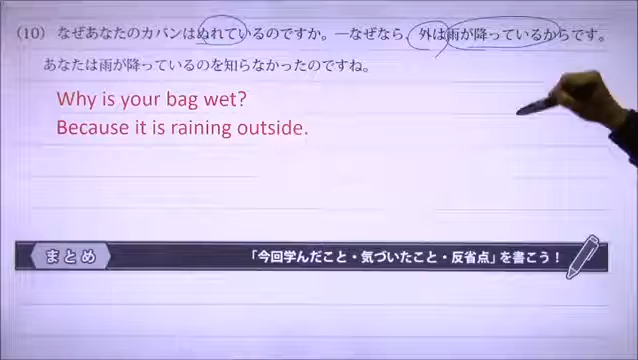 (10) なぜあなたのカバンはぬれているのですか。―なぜなら、外は雨が降っているからです。
あなたは雨が降っているのを知らなかったのですね。
Why is your bag wet?
Because it is raining outside.
まとめ 「今回学んだこと・気づいたこと・反省点」を書こう！